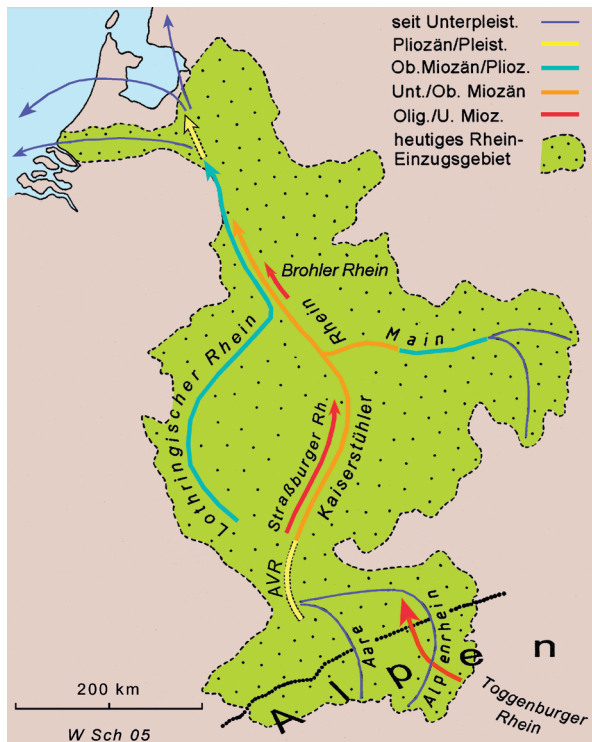 seit Unterpleist.
Pliozän/Pleist.
Ob.Miozän/Plioz.
Unt./Ob. Miozän
Olig./U. Mioz.
heutiges Rhein-
Einzugsgebiet
Brohler Rhein
Rhein
Main
Lothringischer Rhein
Straßburger Rh.
Kaiserstühler
AVR
Aare
Alpenrhein
Alpen
Toggenburger
Rhein
200 km
W Sch 05